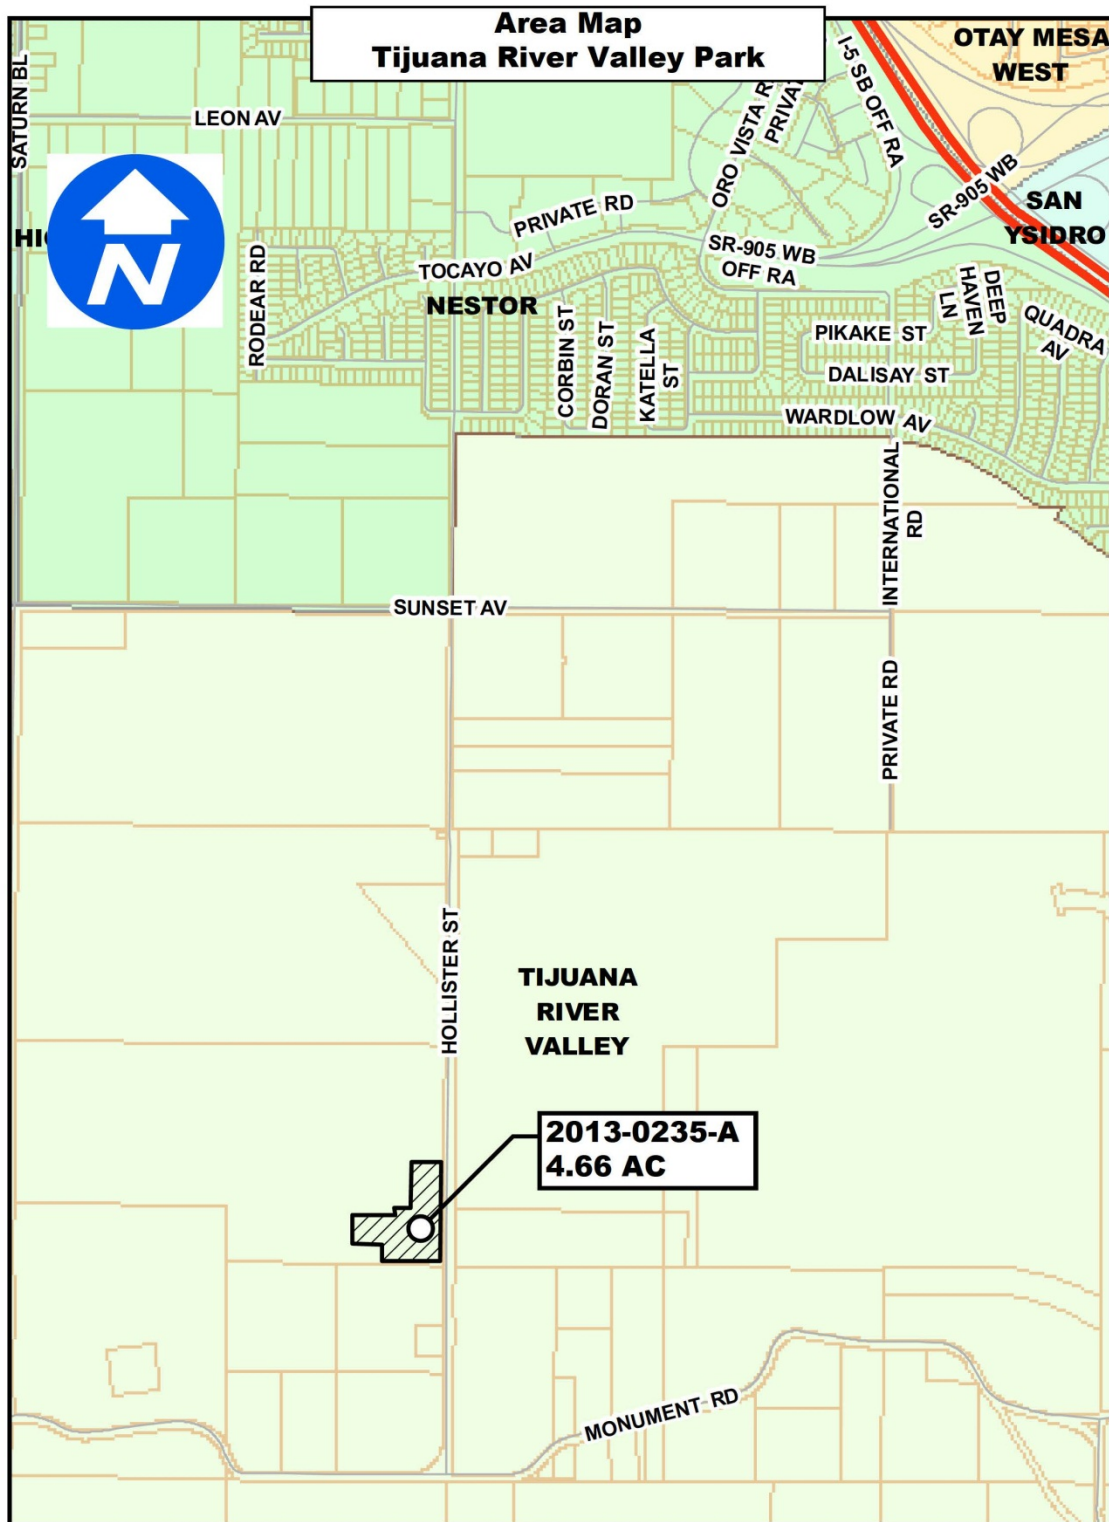 Area Map
Tijuana River Valley Park
OTAY MESA
WEST
SATURN BL
LEON AV
I-5 SB OFF RA
ORO VISTA R
PRIVAT
PRIVATE RD
SR-905 WB
SAN
YSIDRO
HI
N
SR-905 WB
OFF RA
TOCAYO AV
NESTOR
RODEAR RD
DEEP
HAVEN
LN
QUADRA
AV
CORBIN ST
DORAN ST
KATELLA
ST
PIKAKE ST
DALISAY ST
WARDLOW AV
INTERNATIONAL
RD
SUNSET AV
PRIVATE RD
HOLLISTER ST
TIJUANA
RIVER
VALLEY
2013-0235-A
4.66 AC
MONUMENT RD